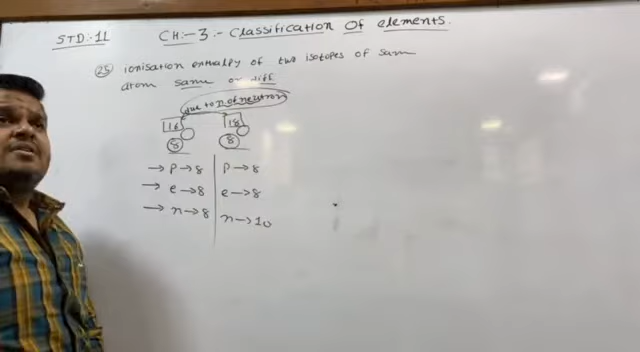 STD:-11 CH:-3:- Classification Of elements.
25 ionisation enthalpy of two isotopes of sam
atom same or diff
due to n of neutron
16 18
8 8
→ p→8 p→8
→ e→8 e→8
→ n→8 n→10